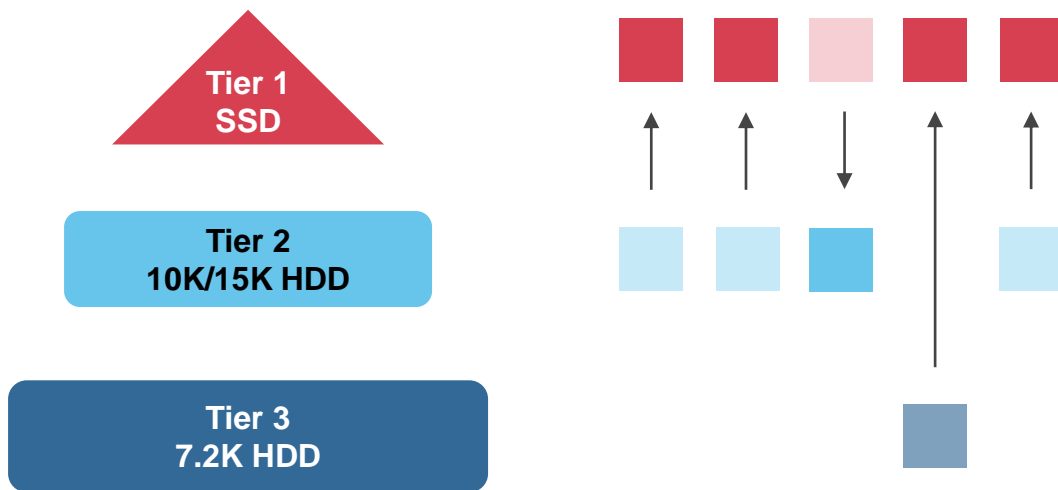 Tier 1
SSD
Tier 2
10K/15K HDD
Tier 3
7.2K HDD